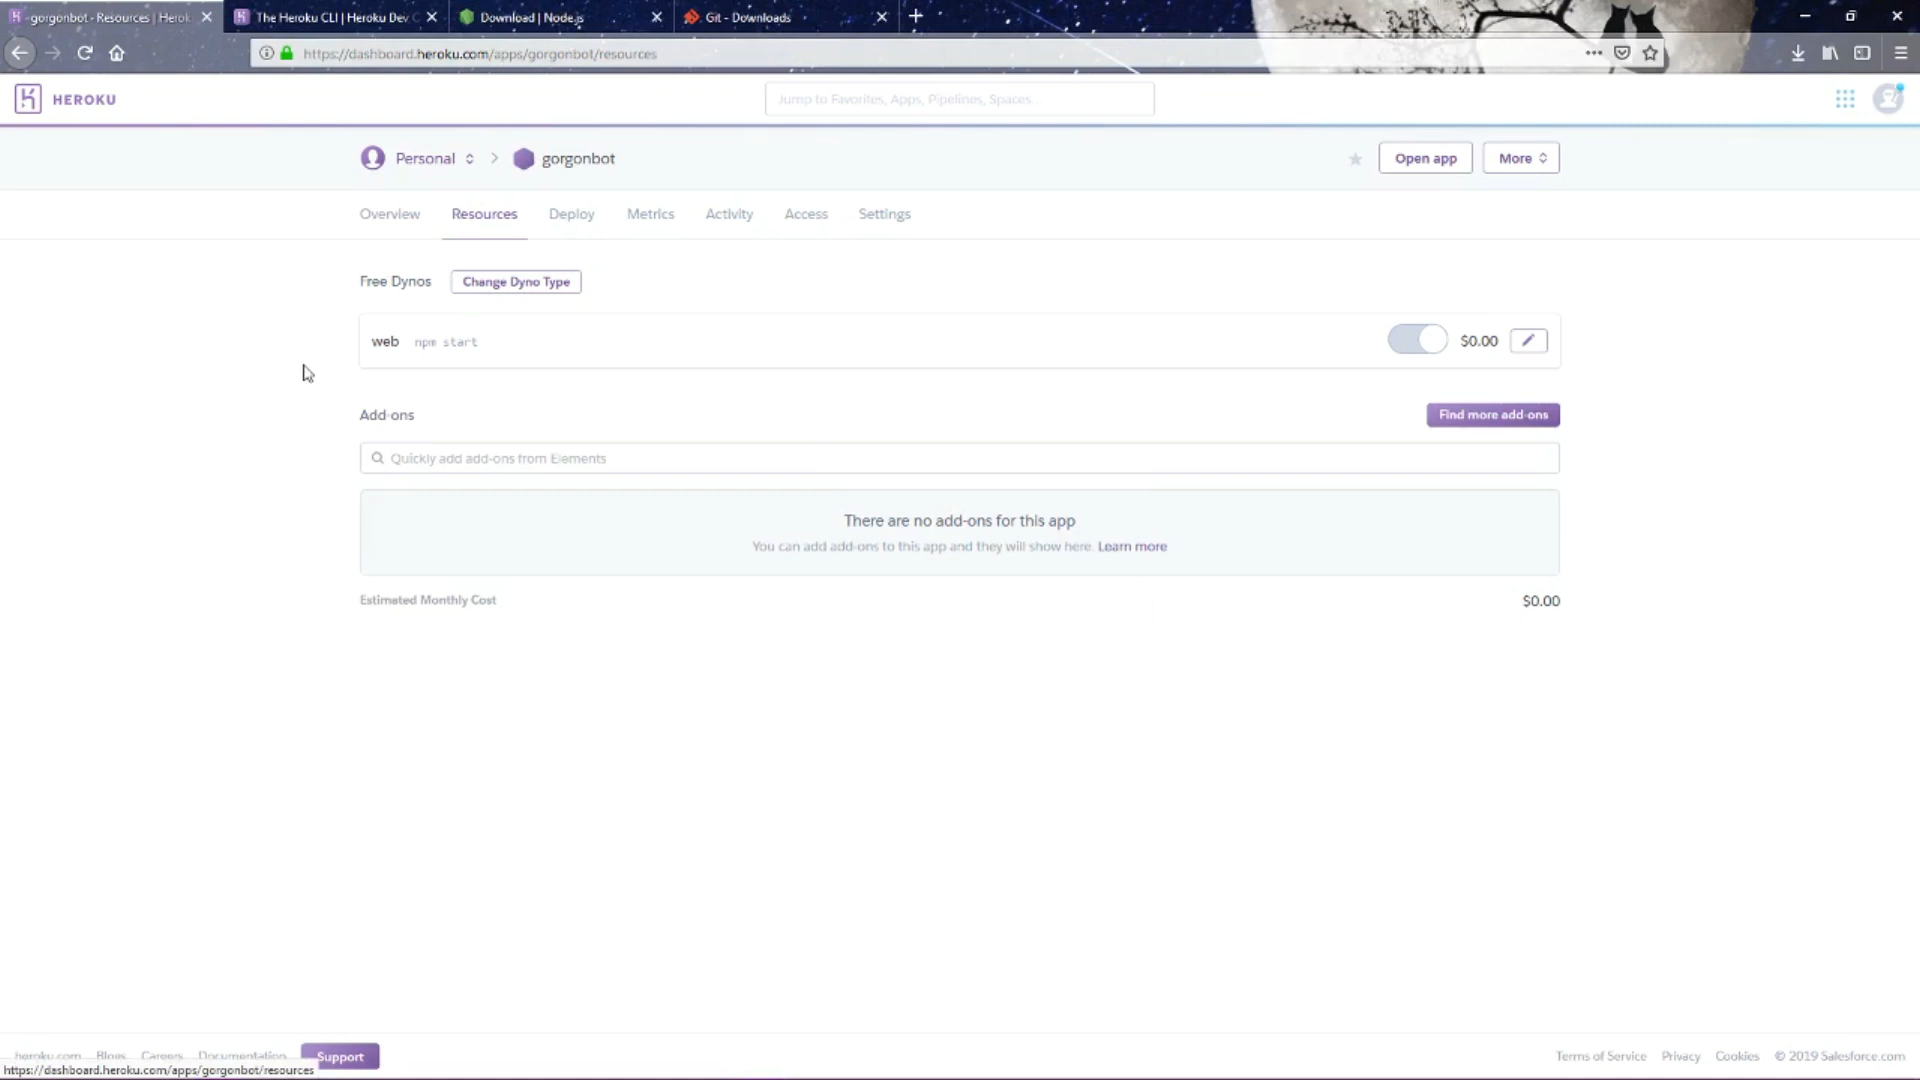 gorgonbot - Resources | Herok
The Heroku CLI | Heroku Dev C
Download | Node.js
Git - Downloads
https://dashboard.heroku.com/apps/gorgonbot/resources
HEROKU
Jump to Favorites, Apps, Pipelines, Spaces...
Personal
gorgonbot
Open app
More
Overview
Resources
Deploy
Metrics
Activity
Access
Settings
Free Dynos
Change Dyno Type
web npm start
$0.00
Add-ons
Find more add-ons
Quickly add add-ons from Elements
There are no add-ons for this app
You can add add-ons to this app and they will show here. Learn more
Estimated Monthly Cost
$0.00
heroku.com Blogs Careers Documentation
Support
Terms of Service Privacy Cookies © 2019 Salesforce.com
https://dashboard.heroku.com/apps/gorgonbot/resources